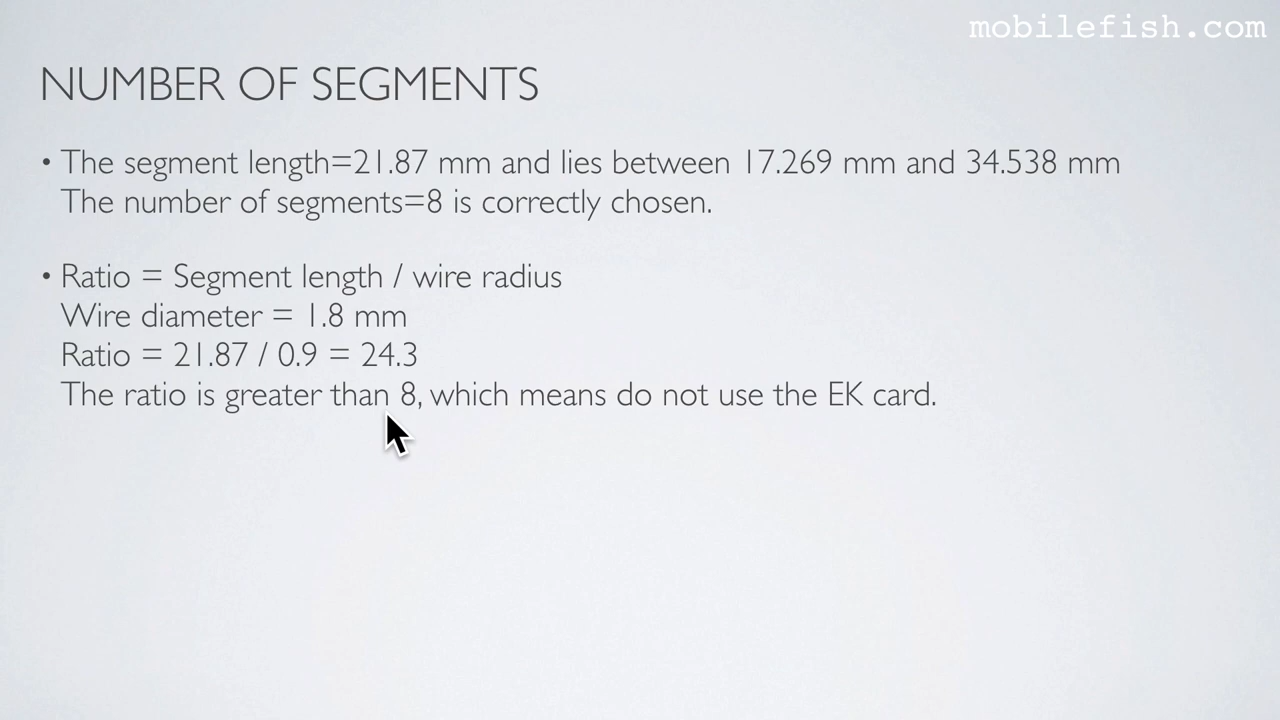 mobilefish.com
NUMBER OF SEGMENTS
• The segment length=21.87 mm and lies between 17.269 mm and 34.538 mm
The number of segments=8 is correctly chosen.
• Ratio = Segment length / wire radius
Wire diameter = 1.8 mm
Ratio = 21.87 / 0.9 = 24.3
The ratio is greater than 8, which means do not use the EK card.